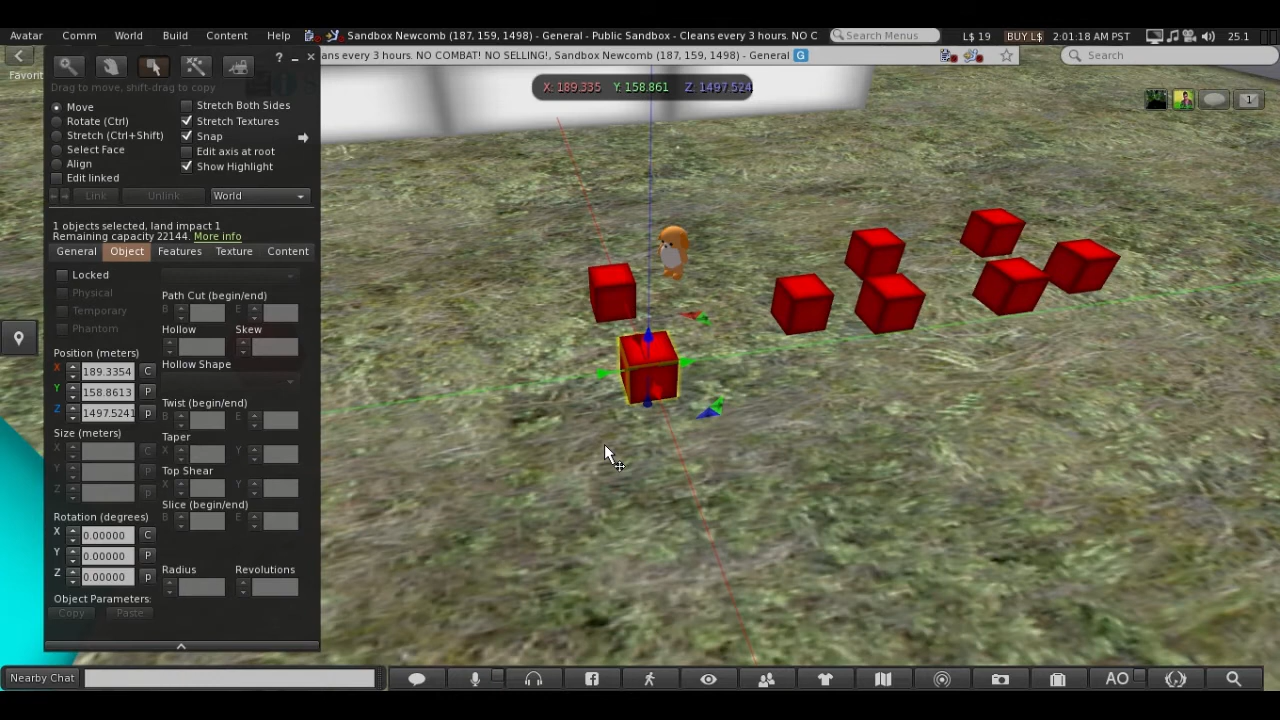 Avatar Comm World Build Content Help Sandbox Newcomb (187, 159, 1498) - General - Public Sandbox - Cleans every 3 hours. NO C Search Menus L$ 19 BUY L$ 2:01:18 AM PST 25.1
ans every 3 hours. NO COMBAT! NO SELLING!, Sandbox Newcomb (187, 159, 1498) - General G Search
Favorit
? _ ×
Drag to move, shift-drag to copy
X: 189.335 Y: 158.861 Z: 1497.524
1
Move Stretch Both Sides
Rotate (Ctrl) Stretch Textures
Stretch (Ctrl+Shift) Snap
Select Face Edit axis at root
Align Show Highlight
Edit linked
Link Unlink World
1 objects selected, land impact 1
Remaining capacity 22144. More info
General Object Features Texture Content
Locked
Physical Path Cut (begin/end)
Temporary B E
Phantom Hollow Skew
Position (meters)
Hollow Shape
X 189.3354 C
Y 158.8613 P
Z 1497.5241 p
Twist (begin/end)
B E
Size (meters) Taper
X C X Y
Y P Top Shear
Z p X Y
Slice (begin/end)
Rotation (degrees) B E
X 0.00000 C
Y 0.00000 P
Z 0.00000 p
Radius Revolutions
Object Parameters:
Copy Paste
Nearby Chat AO